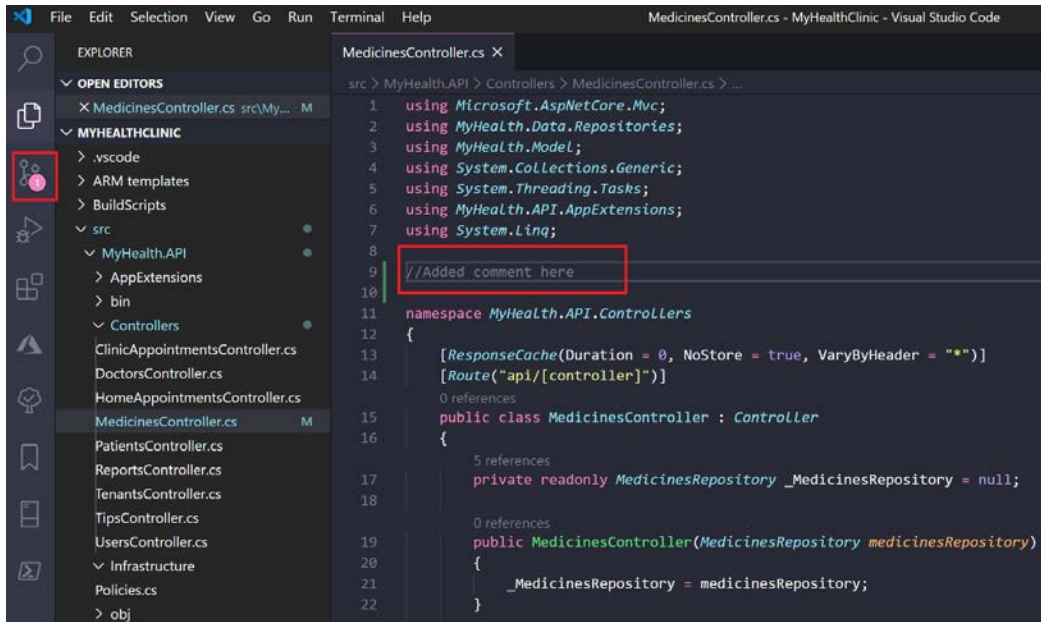 File Edit Selection View Go Run Terminal Help MedicinesController.cs - MyHealthClinic - Visual Studio Code
EXPLORER
OPEN EDITORS
MedicinesController.cs src\My... M
MYHEALTHCLINIC
.vscode
ARM templates
BuildScripts
src
MyHealth.API
AppExtensions
bin
Controllers
ClinicAppointmentsController.cs
DoctorsController.cs
HomeAppointmentsController.cs
MedicinesController.cs M
PatientsController.cs
ReportsController.cs
TenantsController.cs
TipsController.cs
UsersController.cs
Infrastructure
Policies.cs
obj
1
MedicinesController.cs
src > MyHealth.API > Controllers > MedicinesController.cs > ...
1 using Microsoft.AspNetCore.Mvc;
2 using MyHealth.Data.Repositories;
3 using MyHealth.Model;
4 using System.Collections.Generic;
5 using System.Threading.Tasks;
6 using MyHealth.API.AppExtensions;
7 using System.Linq;
8
9 //Added comment here
10
11 namespace MyHealth.API.Controllers
12 {
13 [ResponseCache(Duration = 0, NoStore = true, VaryByHeader = "*")]
14 [Route("api/[controller]")]
0 references
15 public class MedicinesController : Controller
16 {
5 references
17 private readonly MedicinesRepository _MedicinesRepository = null;
18
0 references
19 public MedicinesController(MedicinesRepository medicinesRepository)
20 {
21 _MedicinesRepository = medicinesRepository;
22 }